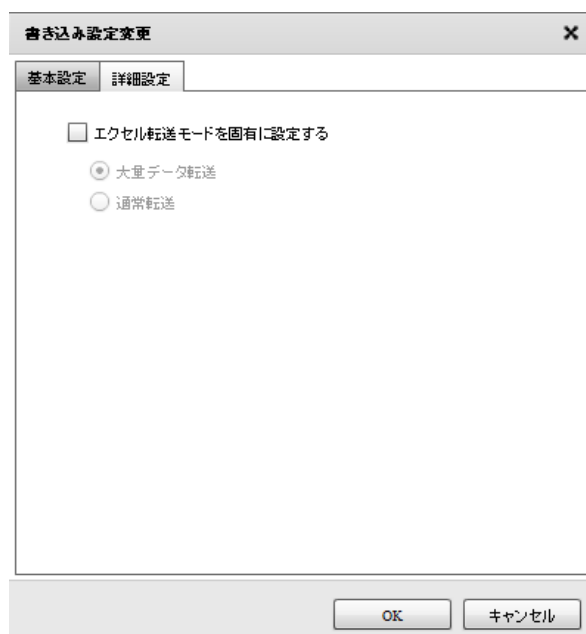 書き込み設定変更
基本設定 詳細設定
エクセル転送モードを固有に設定する
大量データ転送
通常転送
OK キャンセル